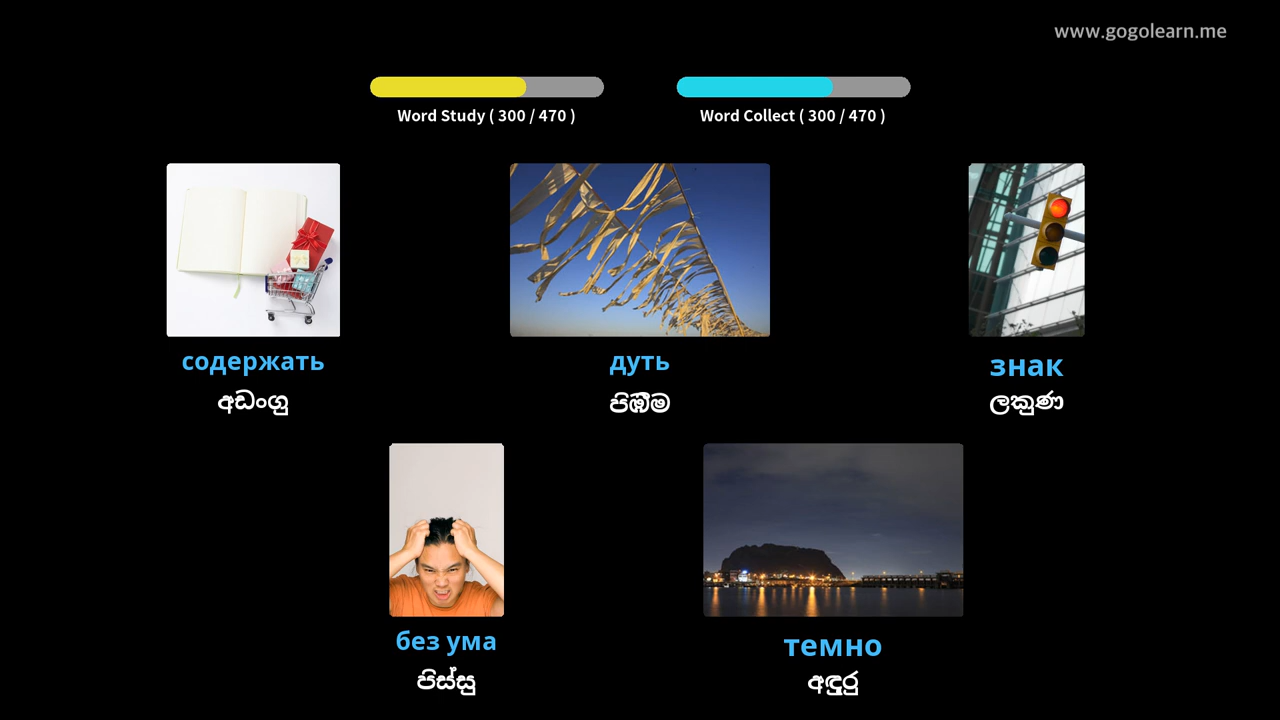 www.gogolearn.me
Word Study ( 300 / 470 )
Word Collect ( 300 / 470 )
содержать
අඩංගු
дуть
පිඹීම
знак
ලකුණ
без ума
පිස්සු
темно
අඳුරු